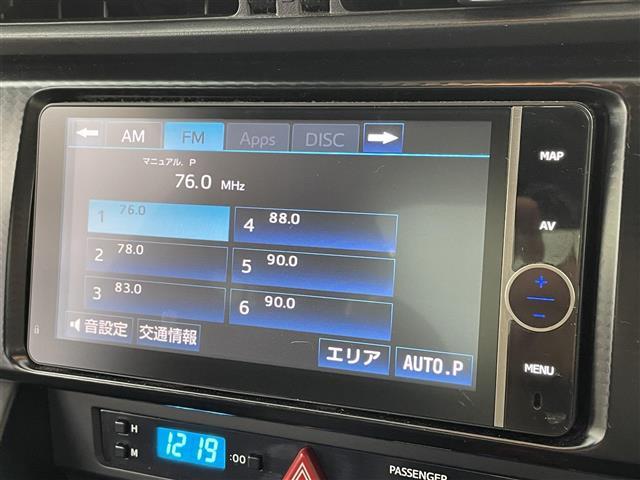 AM FM Apps DISC
マニュアル.P
76.0 MHz
1 76.0
4 88.0
2 78.0
5 90.0
3 83.0
6 90.0
音設定 交通情報
エリア AUTO.P
MAP
AV
+
-
MENU
H
M
12:19 :00
PASSENGER